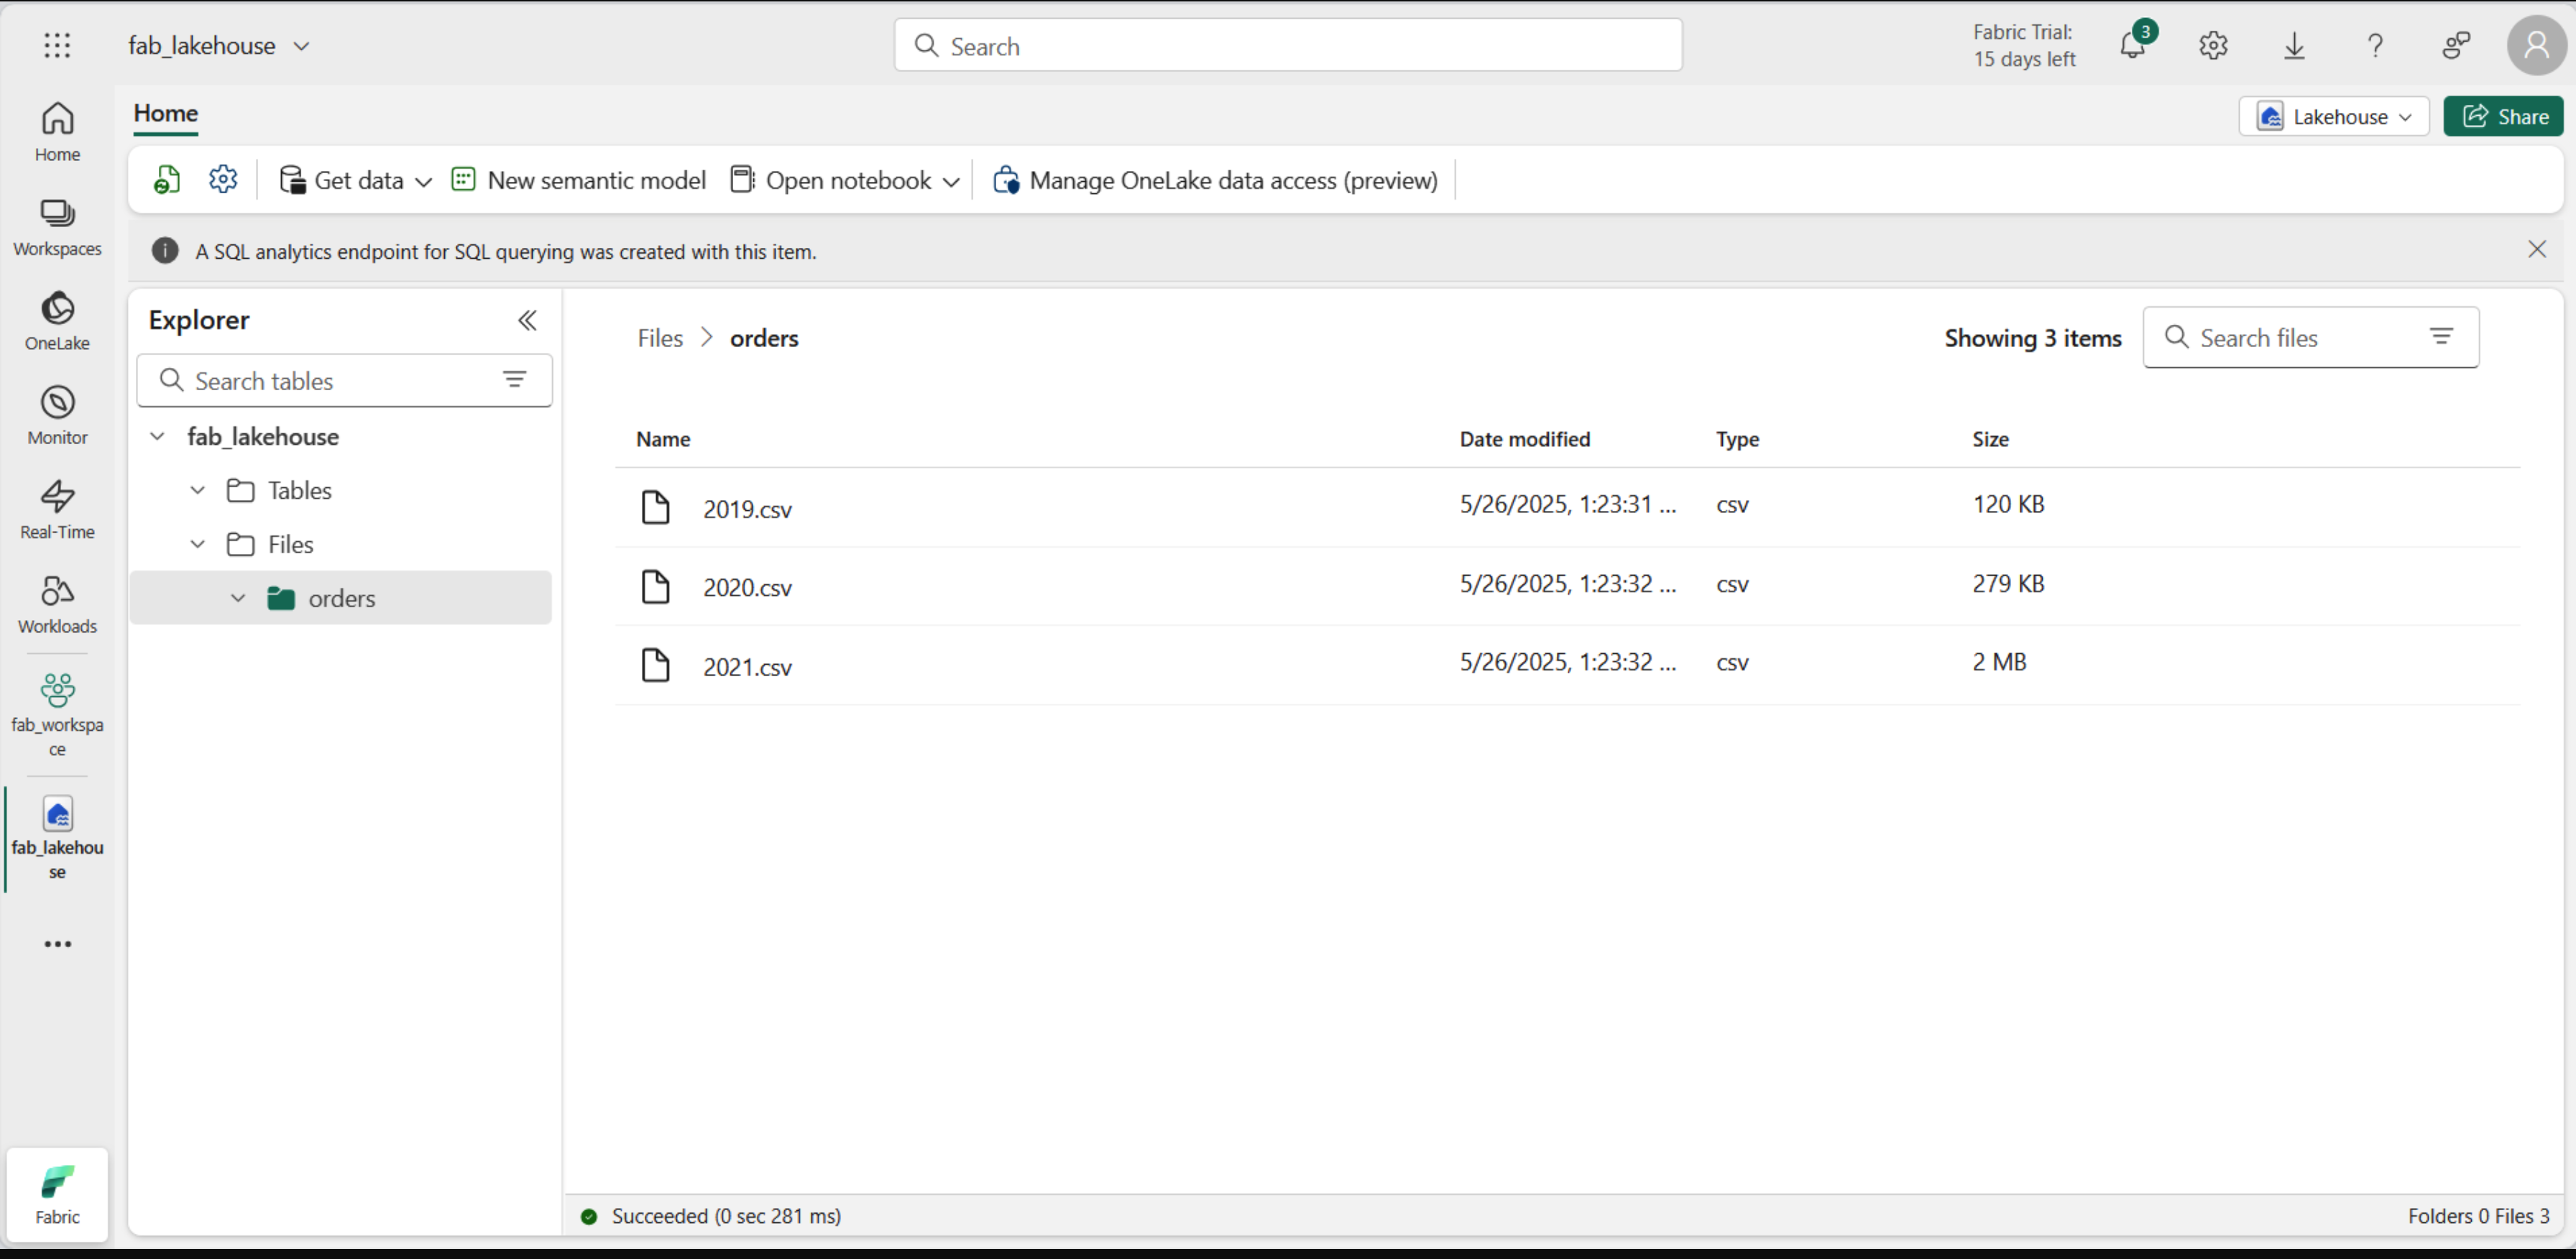 fab_lakehouse
Search
Fabric Trial:
15 days left
3
Home
Workspaces
OneLake
Monitor
Real-Time
Workloads
fab_workspa
ce
fab_lakehou
se
Fabric
Home
Lakehouse
Share
Get data
New semantic model
Open notebook
Manage OneLake data access (preview)
A SQL analytics endpoint for SQL querying was created with this item.
Explorer
Search tables
fab_lakehouse
Tables
Files
orders
Files > orders
Showing 3 items
Search files
Name Date modified Type Size
2019.csv 5/26/2025, 1:23:31 ... csv 120 KB
2020.csv 5/26/2025, 1:23:32 ... csv 279 KB
2021.csv 5/26/2025, 1:23:32 ... csv 2 MB
Succeeded (0 sec 281 ms)
Folders 0 Files 3